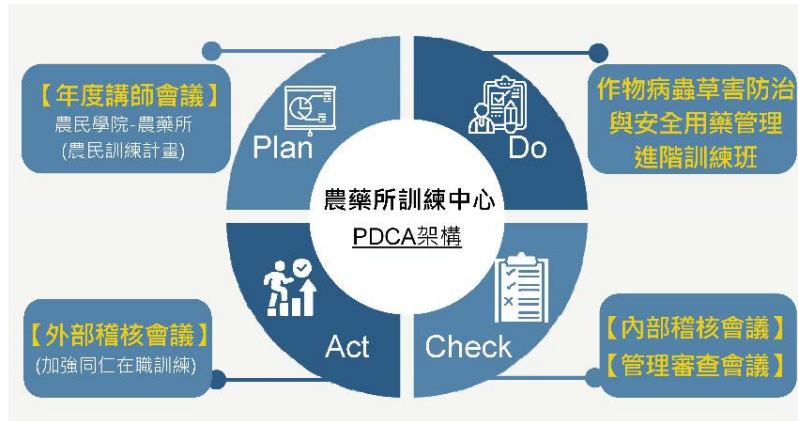 【年度講師會議】
農民學院-農藥所
(農民訓練計畫)
Plan
Do
作物病蟲草害防治
與安全用藥管理
進階訓練班
農藥所訓練中心
PDCA架構
【外部稽核會議】
(加強同仁在職訓練)
Act
Check
【內部稽核會議】
【管理審查會議】